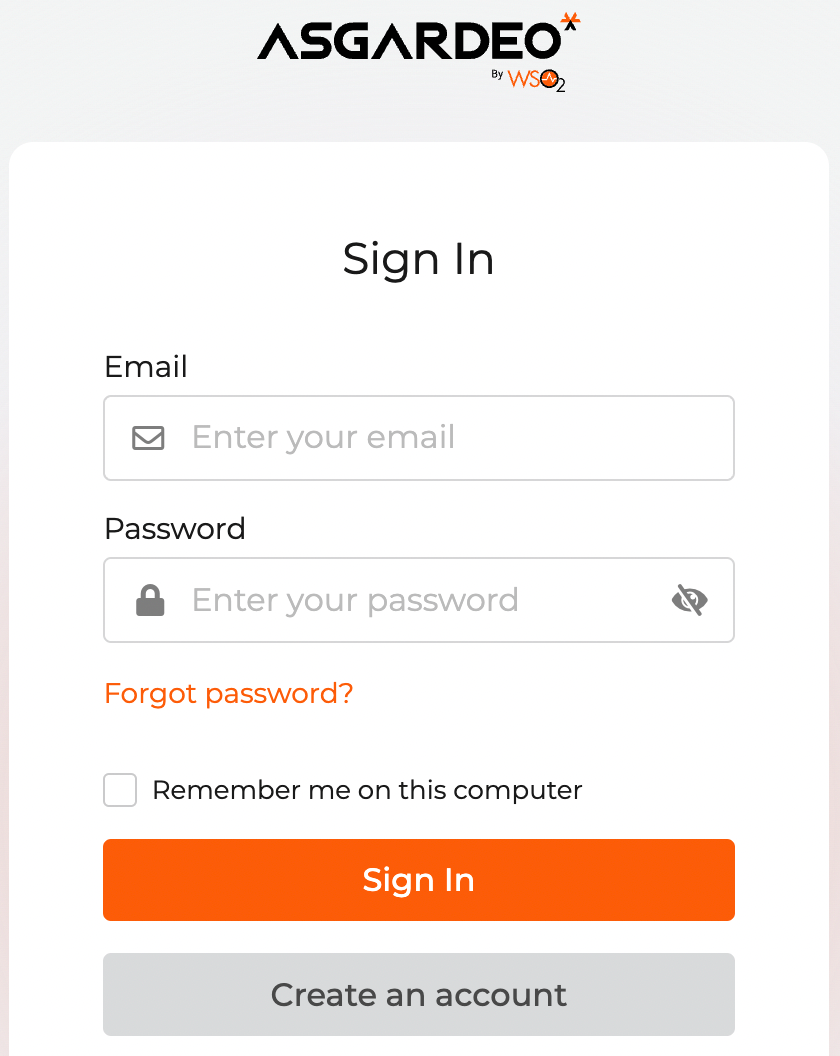 ASGARDEO
By WSO2
Sign In
Email
Enter your email
Password
Enter your password
Forgot password?
Remember me on this computer
Sign In
Create an account